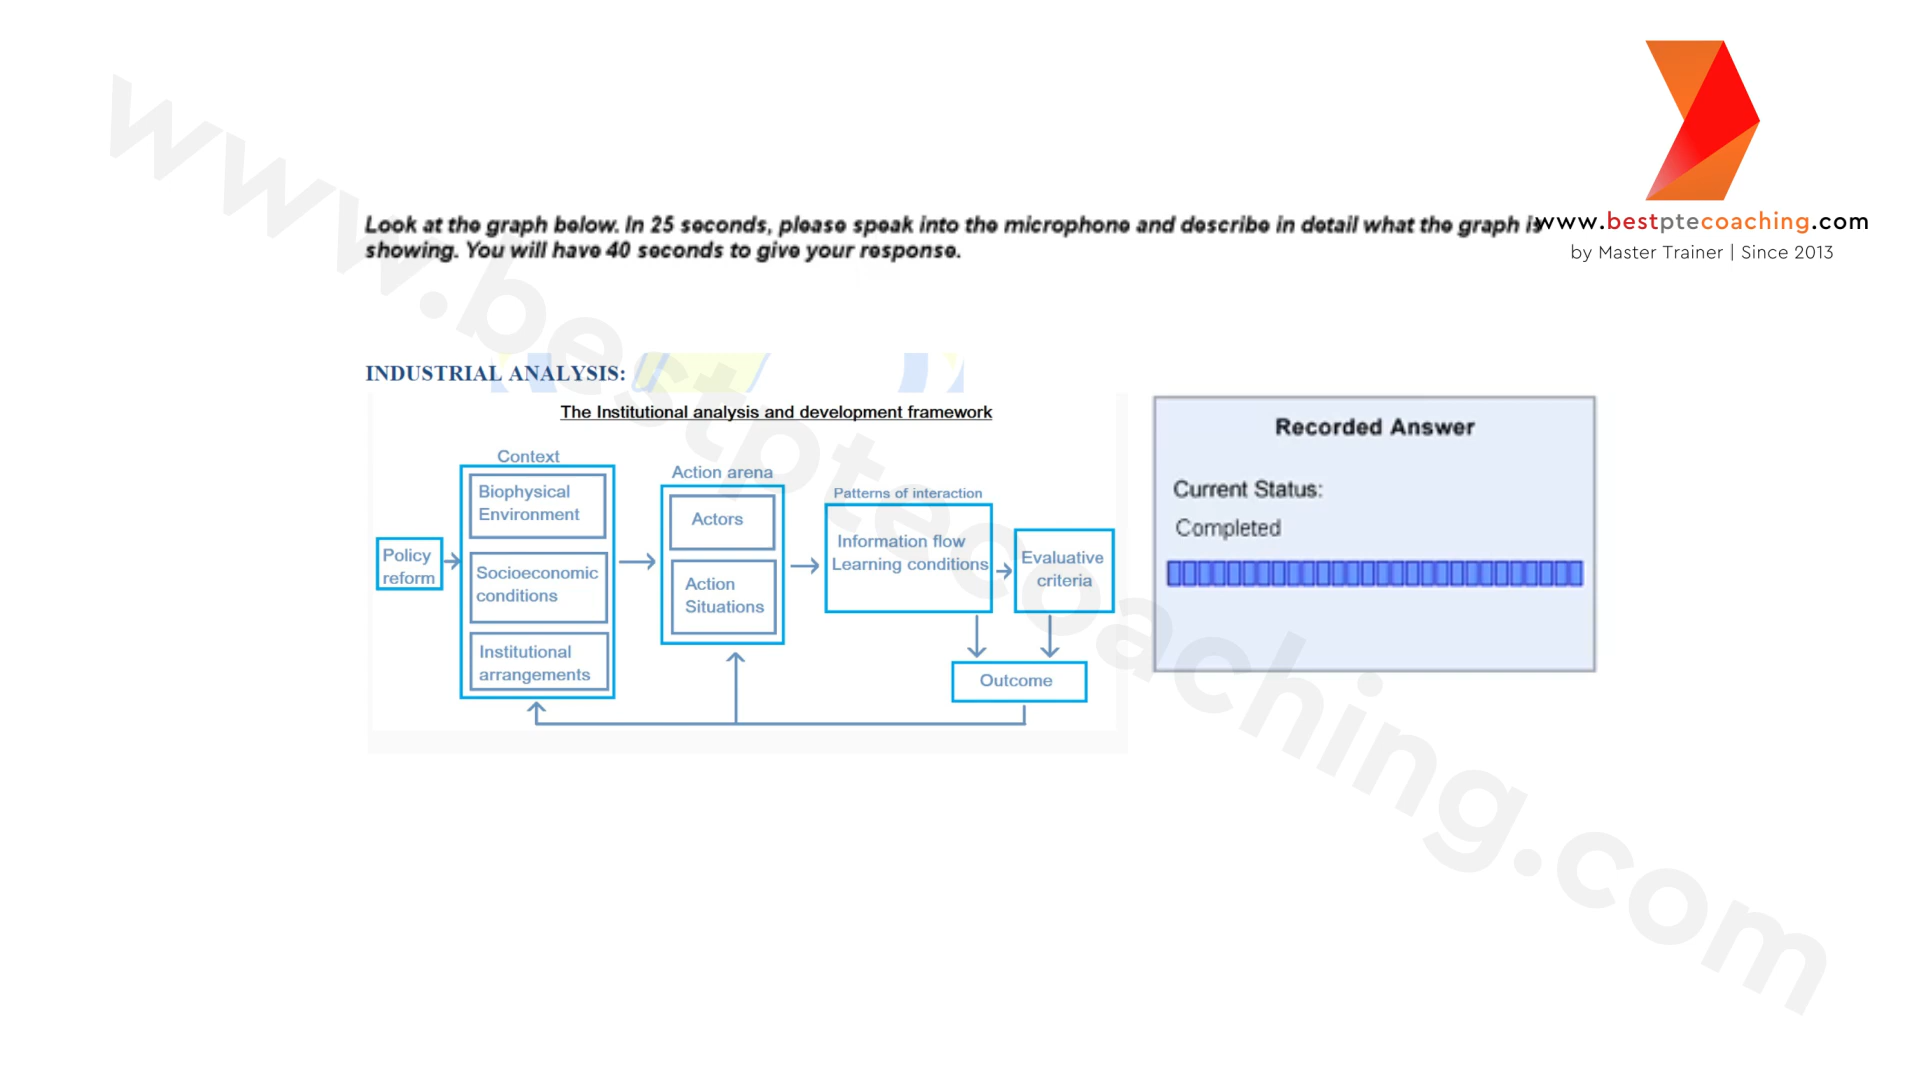 www.bestptecoaching.com
Look at the graph below. In 25 seconds, please speak into the microphone and describe in detail what the graph is
showing. You will have 40 seconds to give your response.
www.bestptecoaching.com
by Master Trainer | Since 2013
INDUSTRIAL ANALYSIS:
The Institutional analysis and development framework
Context
Biophysical
Environment
Socioeconomic
conditions
Institutional
arrangements
Policy
reform
Action arena
Actors
Action
Situations
Patterns of interaction
Information flow
Learning conditions
Evaluative
criteria
Outcome
Recorded Answer
Current Status:
Completed